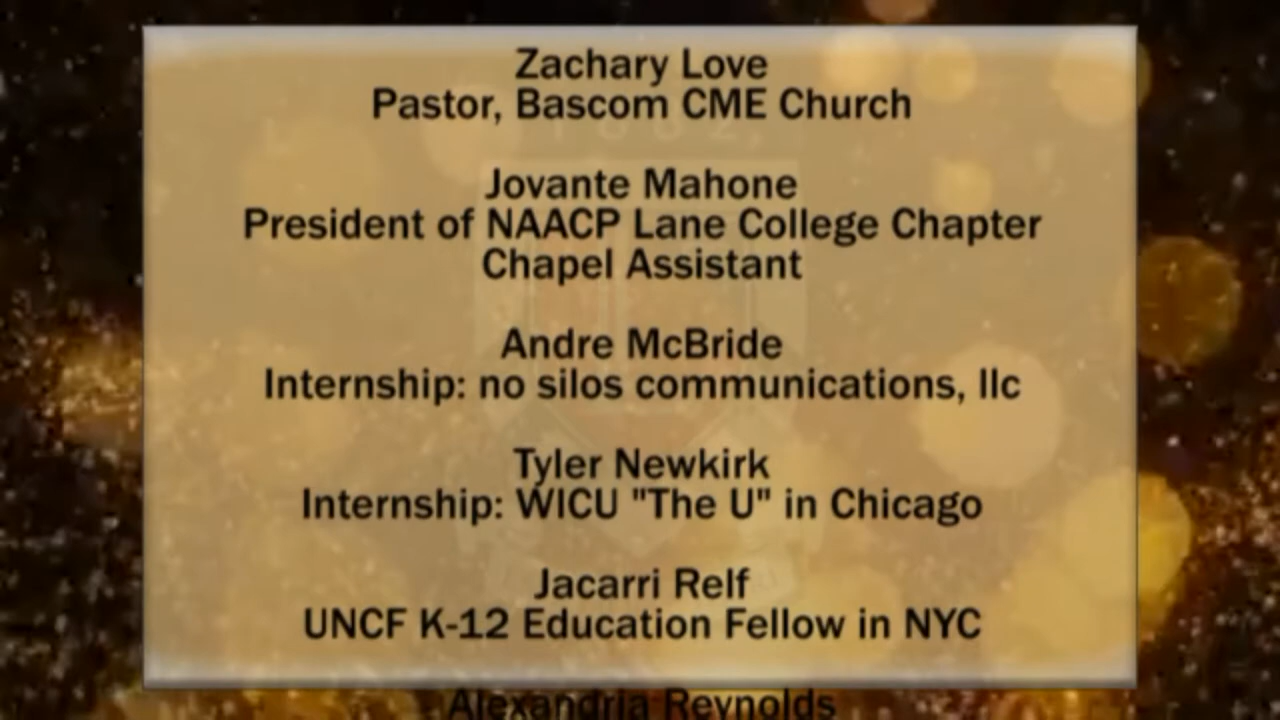 Zachary Love
Pastor, Bascom CME Church
Jovante Mahone
President of NAACP Lane College Chapter
Chapel Assistant
Andre McBride
Internship: no silos communications, llc
Tyler Newkirk
Internship: WICU "The U" in Chicago
Jacarri Relf
UNCF K-12 Education Fellow in NYC
Alexandria Reynolds